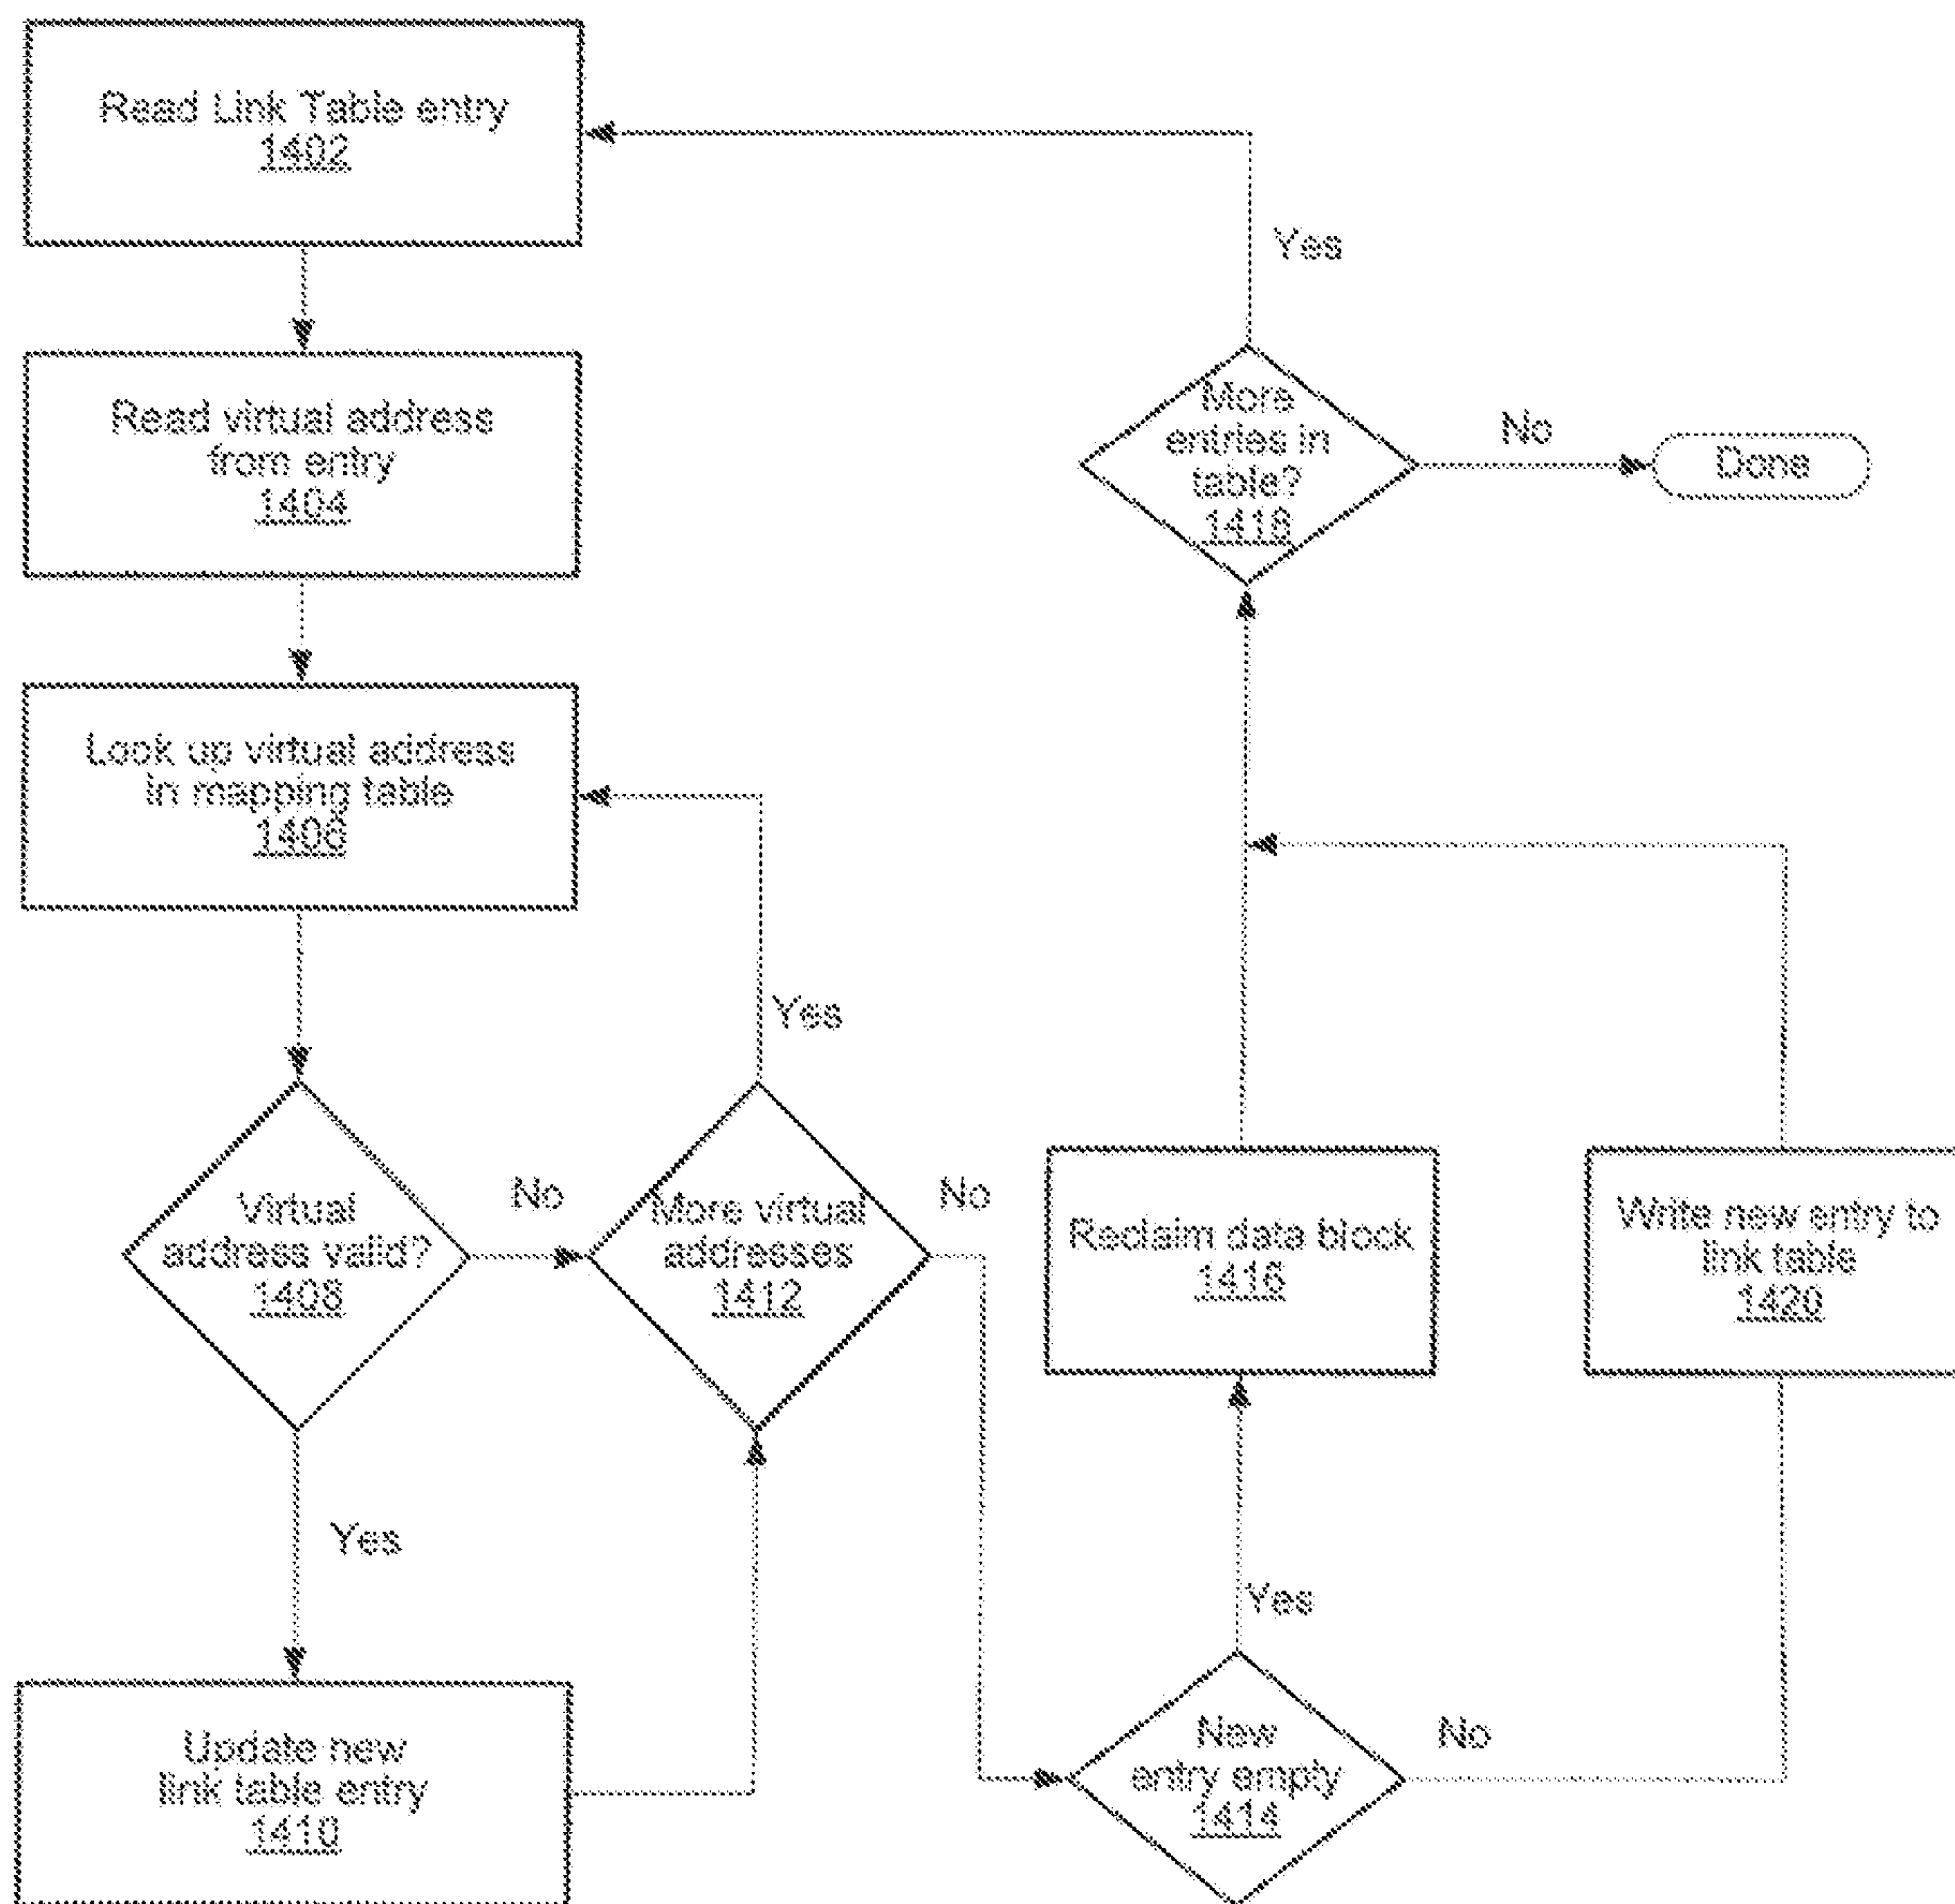 Read Link Table entry
1402
Yes
Read virtual address
from entry
1404
More
entries in
table?
1418
No
Done
Look up virtual address
in mapping table
1406
Yes
Virtual
address valid?
1408
No
More virtual
addresses
1412
No
Reclaim data block
1416
Write new entry to
link table
1420
Yes
Update new
link table entry
1410
Yes
New
entry empty
1414
No